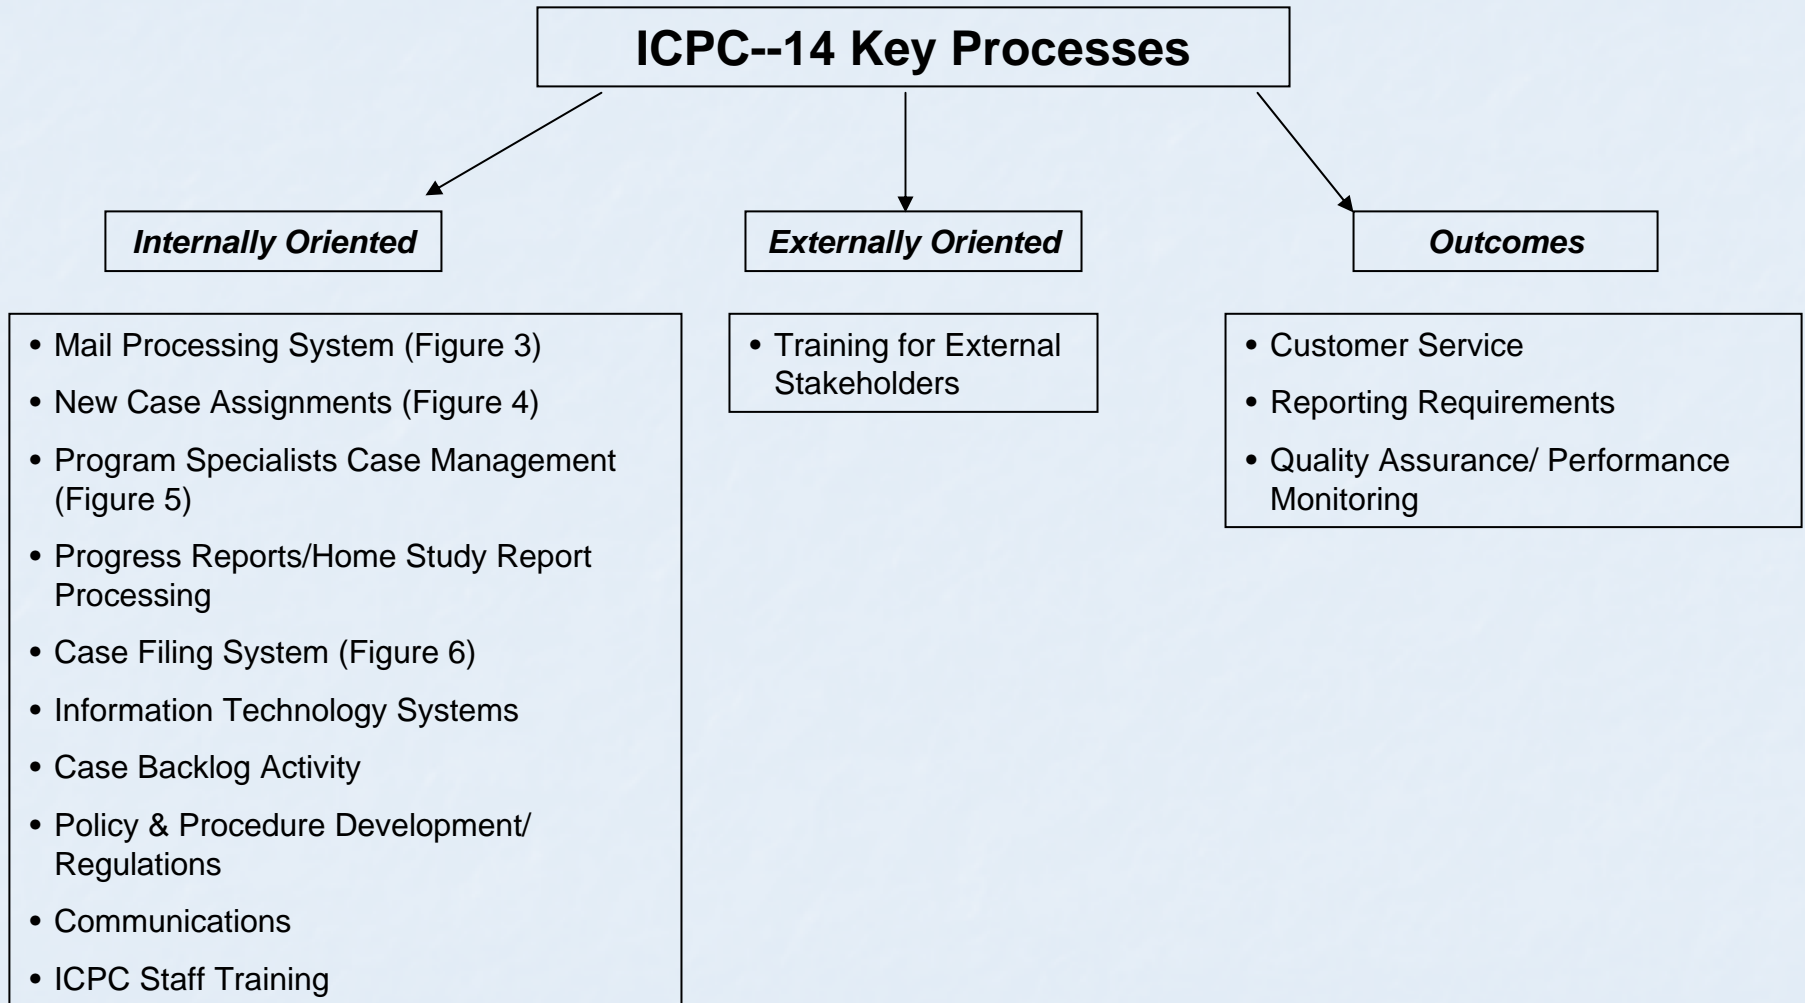 ICPC--14 Key Processes
Internally Oriented
• Mail Processing System (Figure 3)
• New Case Assignments (Figure 4)
• Program Specialists Case Management
(Figure 5)
• Progress Reports/Home Study Report
Processing
• Case Filing System (Figure 6)
• Information Technology Systems
• Case Backlog Activity
• Policy & Procedure Development/
Regulations
• Communications
• ICPC Staff Training
Externally Oriented
• Training for External
Stakeholders
Outcomes
• Customer Service
• Reporting Requirements
• Quality Assurance/ Performance
Monitoring